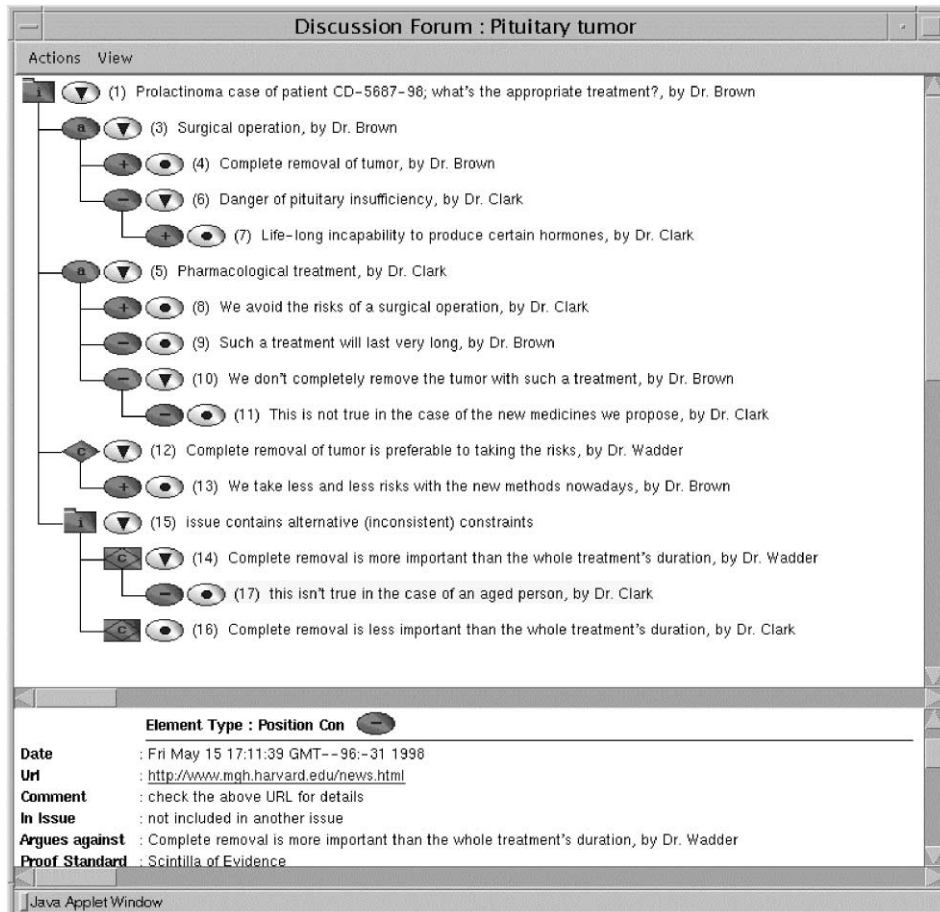 Discussion Forum : Pituitary tumor
Actions View
i (1) Prolactinoma case of patient CD-5687-98; what's the appropriate treatment?, by Dr. Brown
a (3) Surgical operation, by Dr. Brown
+ (4) Complete removal of tumor, by Dr. Brown
- (6) Danger of pituitary insufficiency, by Dr. Clark
+ (7) Life-long incapability to produce certain hormones, by Dr. Clark
a (5) Pharmacological treatment, by Dr. Clark
+ (8) We avoid the risks of a surgical operation, by Dr. Clark
- (9) Such a treatment will last very long, by Dr. Brown
- (10) We don't completely remove the tumor with such a treatment, by Dr. Brown
- (11) This is not true in the case of the new medicines we propose, by Dr. Clark
c (12) Complete removal of tumor is preferable to taking the risks, by Dr. Wadder
+ (13) We take less and less risks with the new methods nowadays, by Dr. Brown
i (15) issue contains alternative (inconsistent) constraints
c (14) Complete removal is more important than the whole treatment's duration, by Dr. Wadder
- (17) this isn't true in the case of an aged person, by Dr. Clark
c (16) Complete removal is less important than the whole treatment's duration, by Dr. Clark
Element Type : Position Con -
Date : Fri May 15 17:11:39 GMT--96:-31 1998
Url : http://www.mgh.harvard.edu/news.html
Comment : check the above URL for details
In Issue : not included in another issue
Argues against : Complete removal is more important than the whole treatment's duration, by Dr. Wadder
Proof Standard : Scintilla of Evidence
Java Applet Window